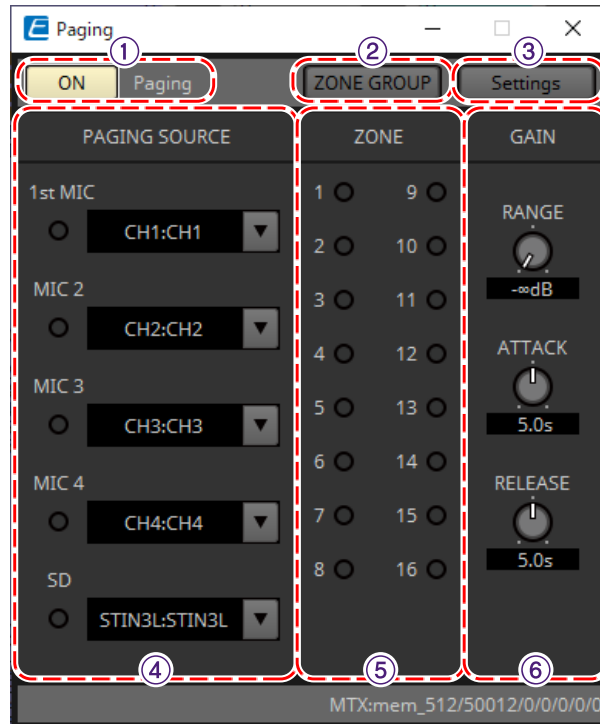 Paging
① ② ③
ON Paging ZONE GROUP Settings
PAGING SOURCE ZONE GAIN
1st MIC
CH1:CH1
MIC 2
CH2:CH2
MIC 3
CH3:CH3
MIC 4
CH4:CH4
SD
STIN3L:STIN3L
1 9
2 10
3 11
4 12
5 13
6 14
7 15
8 16
RANGE
-∞dB
ATTACK
5.0s
RELEASE
5.0s
④ ⑤ ⑥
MTX:mem_512/50012/0/0/0/0/0